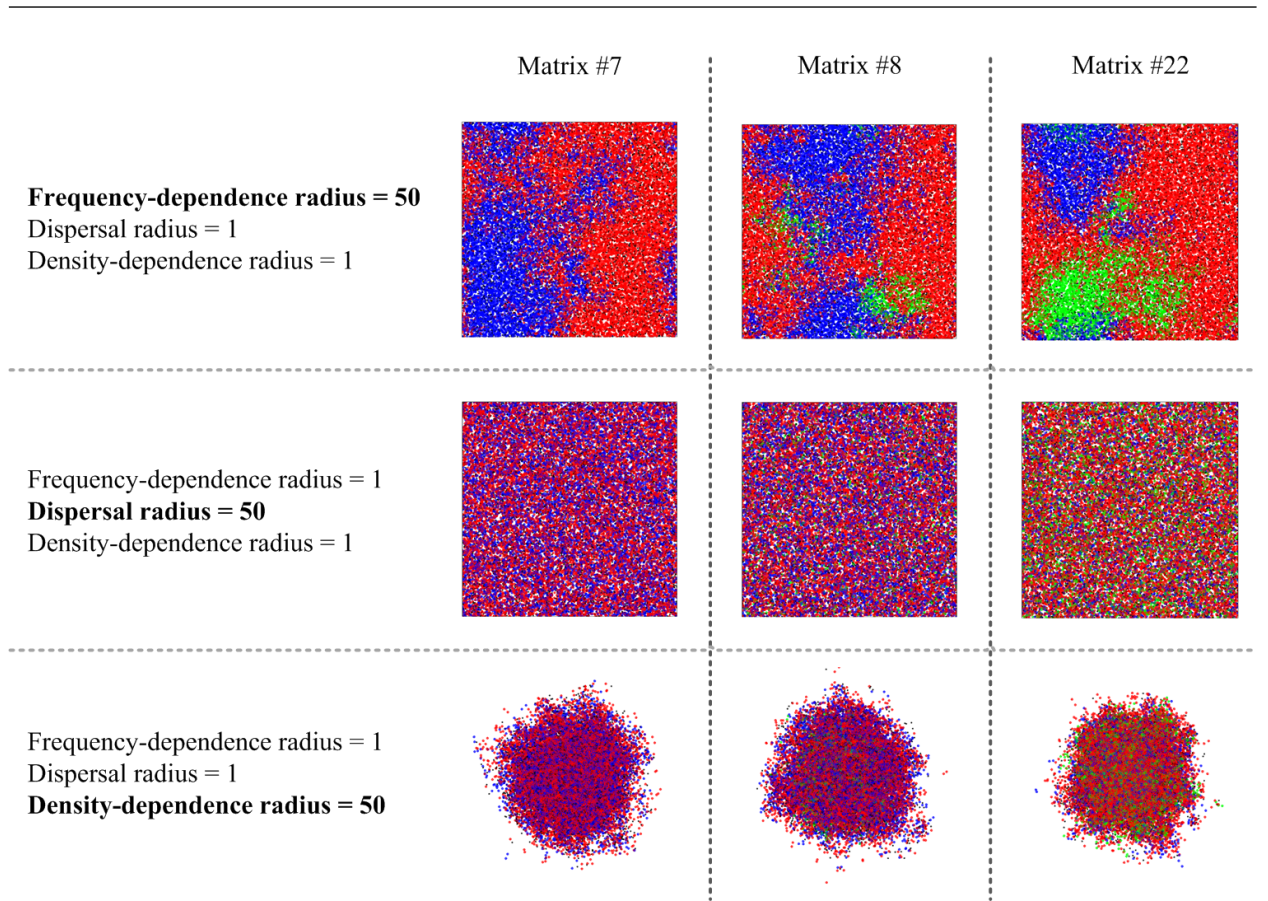 Matrix #7
Matrix #8
Matrix #22
Frequency-dependence radius = 50
Dispersal radius = 1
Density-dependence radius = 1
Frequency-dependence radius = 1
Dispersal radius = 50
Density-dependence radius = 1
Frequency-dependence radius = 1
Dispersal radius = 1
Density-dependence radius = 50